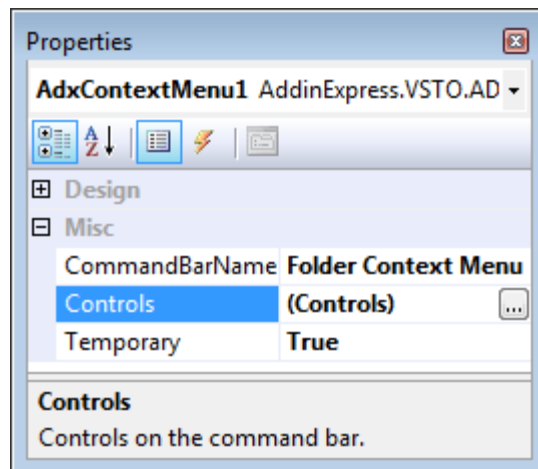 Properties
AdxContextMenu1 AddinExpress.VSTO.AD
A
Z
Design
Misc
CommandBarName Folder Context Menu
Controls (Controls) ...
Temporary True
Controls
Controls on the command bar.